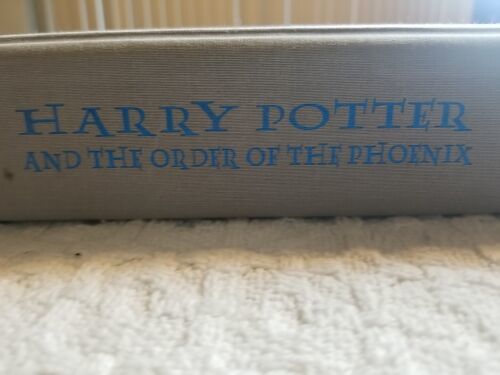 HARRY POTTER
AND THE ORDER OF THE PHOENIX